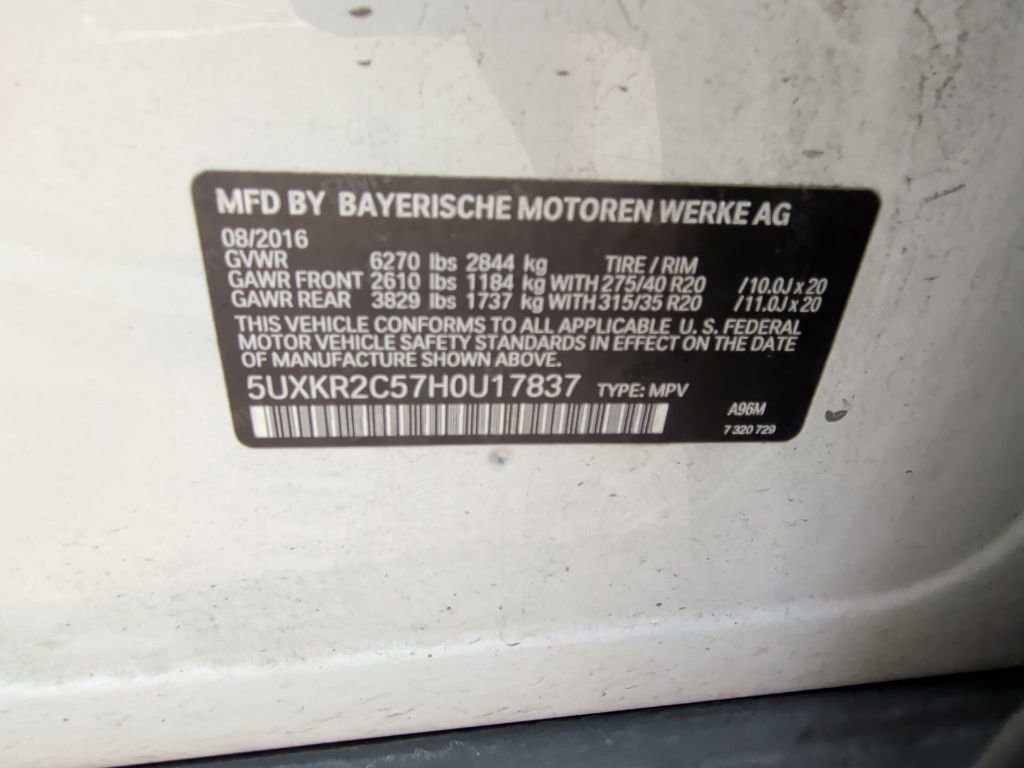 MFD BY BAYERISCHE MOTOREN WERKE AG
08/2016
GVWR 6270 lbs 2844 kg TIRE / RIM
GAWR FRONT 2610 lbs 1184 kg WITH 275/40 R20 /10.0J x 20
GAWR REAR 3829 lbs 1737 kg WITH 315/35 R20 /11.0J x 20
THIS VEHICLE CONFORMS TO ALL APPLICABLE U. S. FEDERAL
MOTOR VEHICLE SAFETY STANDARDS IN EFFECT ON THE DATE
OF MANUFACTURE SHOWN ABOVE.
5UXKR2C57H0U17837 TYPE: MPV
A96M
7 320 729